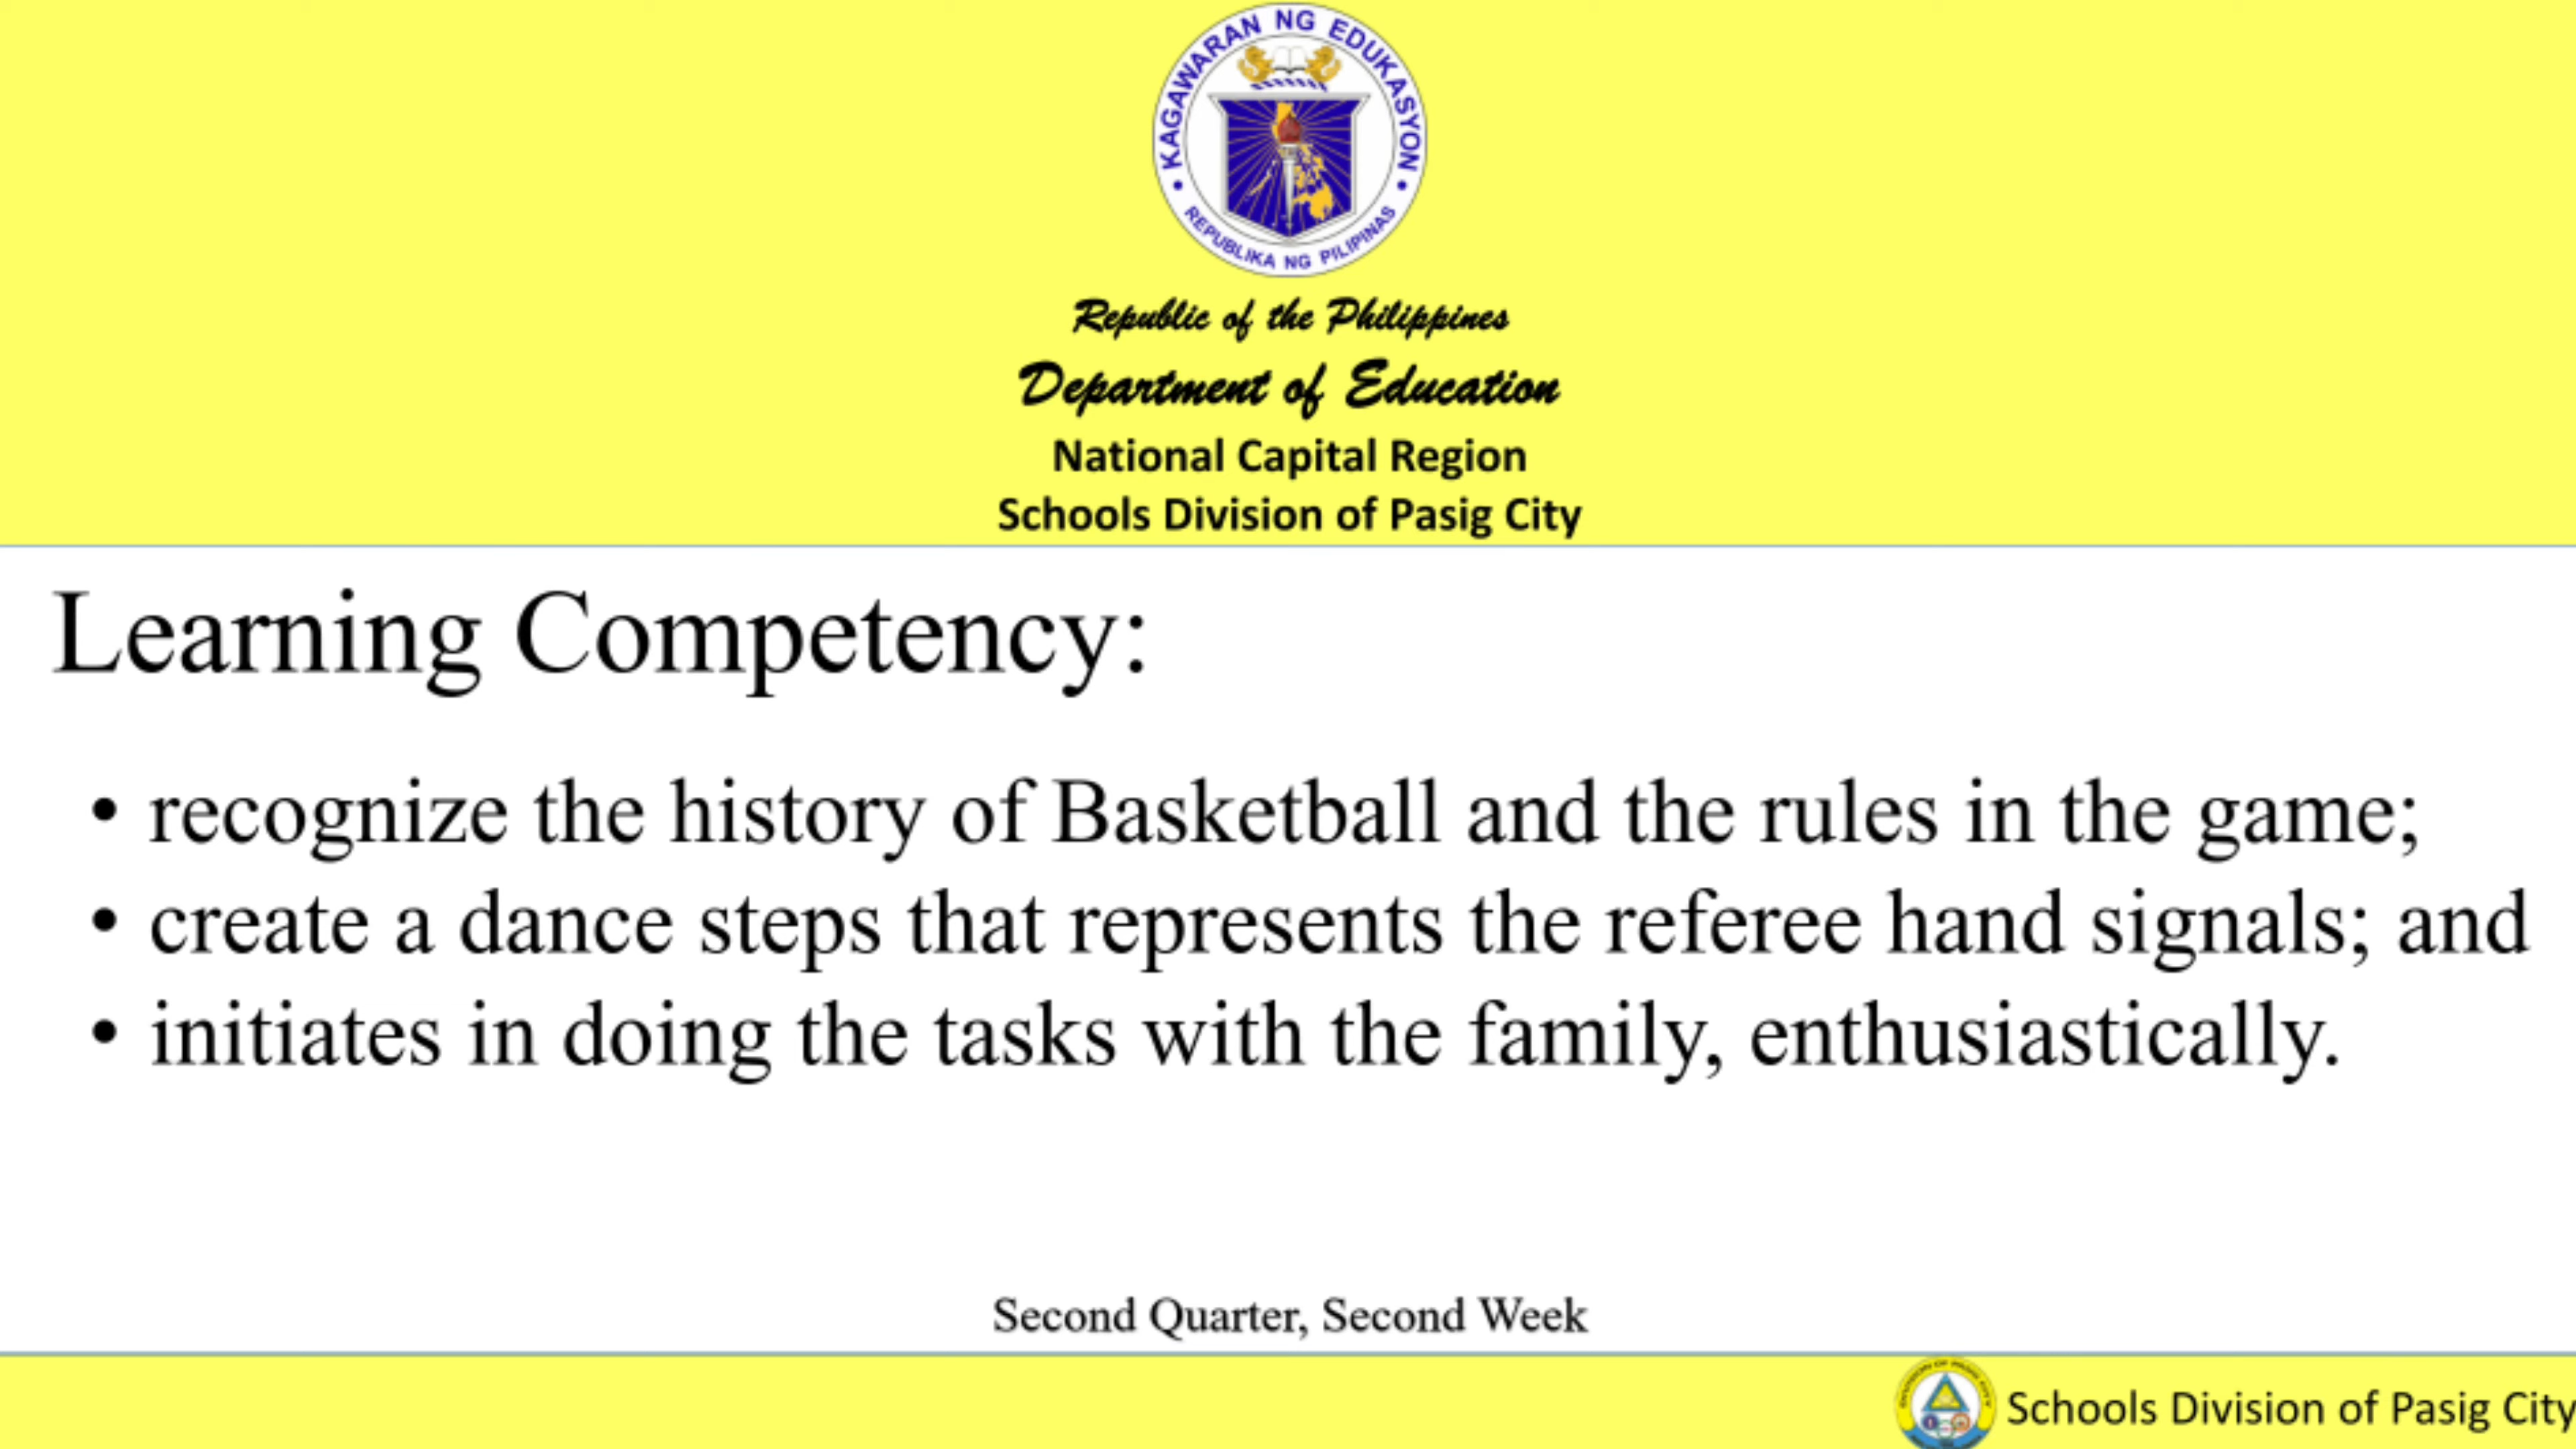 KAGAWARAN NG EDUKASYON
REPUBLIKA NG PILIPINAS
Republic of the Philippines
Department of Education
National Capital Region
Schools Division of Pasig City
Learning Competency:
• recognize the history of Basketball and the rules in the game;
• create a dance steps that represents the referee hand signals; and
• initiates in doing the tasks with the family, enthusiastically.
Second Quarter, Second Week
Schools Division of Pasig City